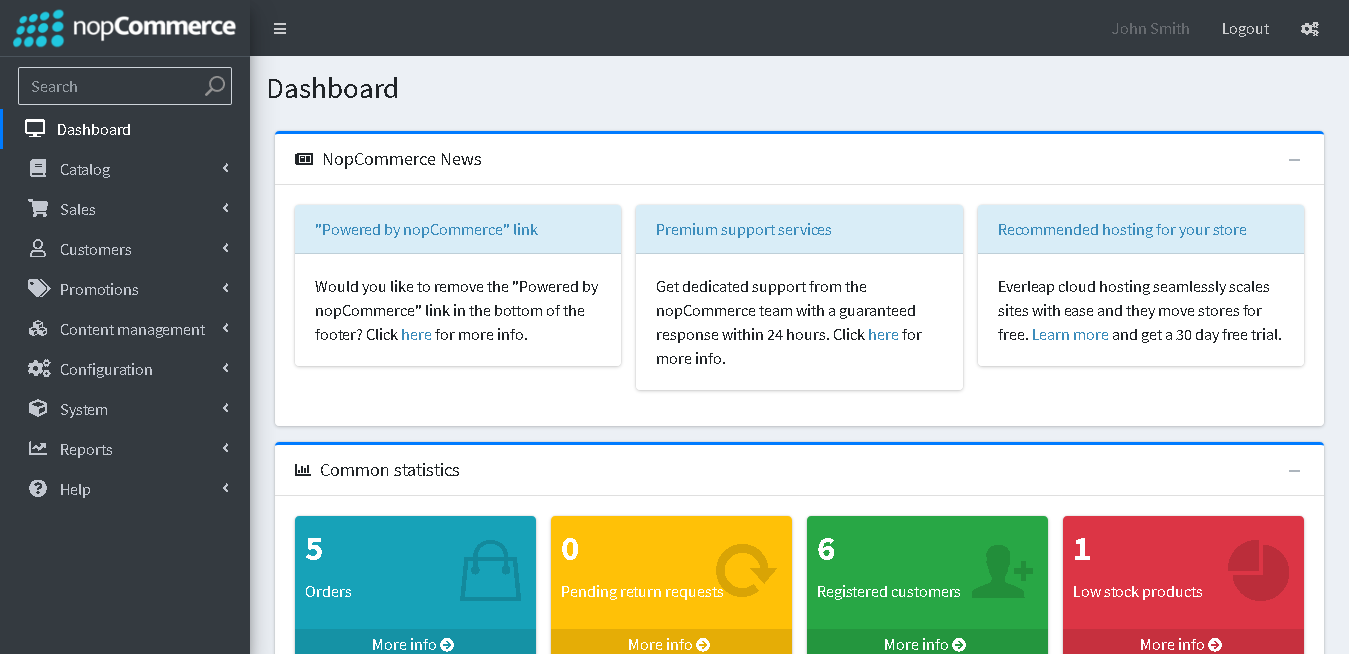 nopCommerce
John Smith
Logout
Search
Dashboard
Catalog
Sales
Customers
Promotions
Content management
Configuration
System
Reports
Help
Dashboard
NopCommerce News
"Powered by nopCommerce" link
Would you like to remove the "Powered by
nopCommerce" link in the bottom of the
footer? Click here for more info.
Premium support services
Get dedicated support from the
nopCommerce team with a guaranteed
response within 24 hours. Click here for
more info.
Recommended hosting for your store
Everleap cloud hosting seamlessly scales
sites with ease and they move stores for
free. Learn more and get a 30 day free trial.
Common statistics
5
Orders
More info
0
Pending return requests
More info
6
Registered customers
More info
1
Low stock products
More info